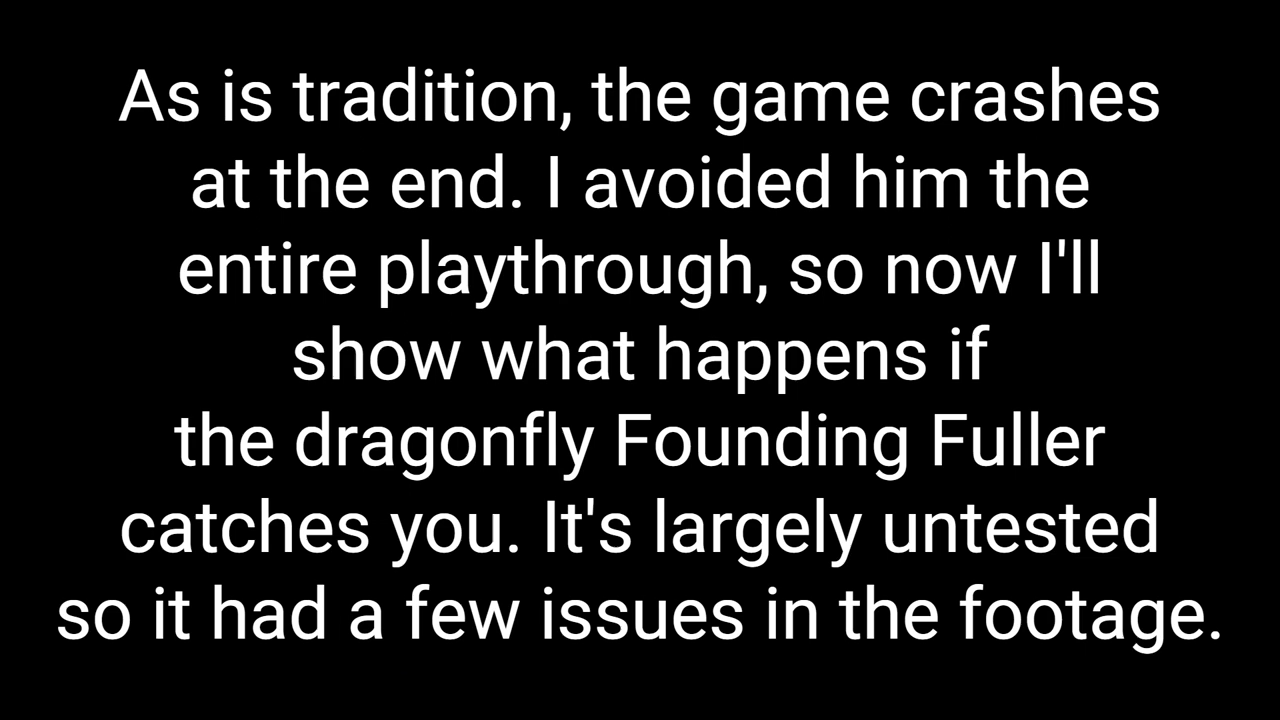 As is tradition, the game crashes
at the end. I avoided him the
entire playthrough, so now I'll
show what happens if
the dragonfly Founding Fuller
catches you. It's largely untested
so it had a few issues in the footage.